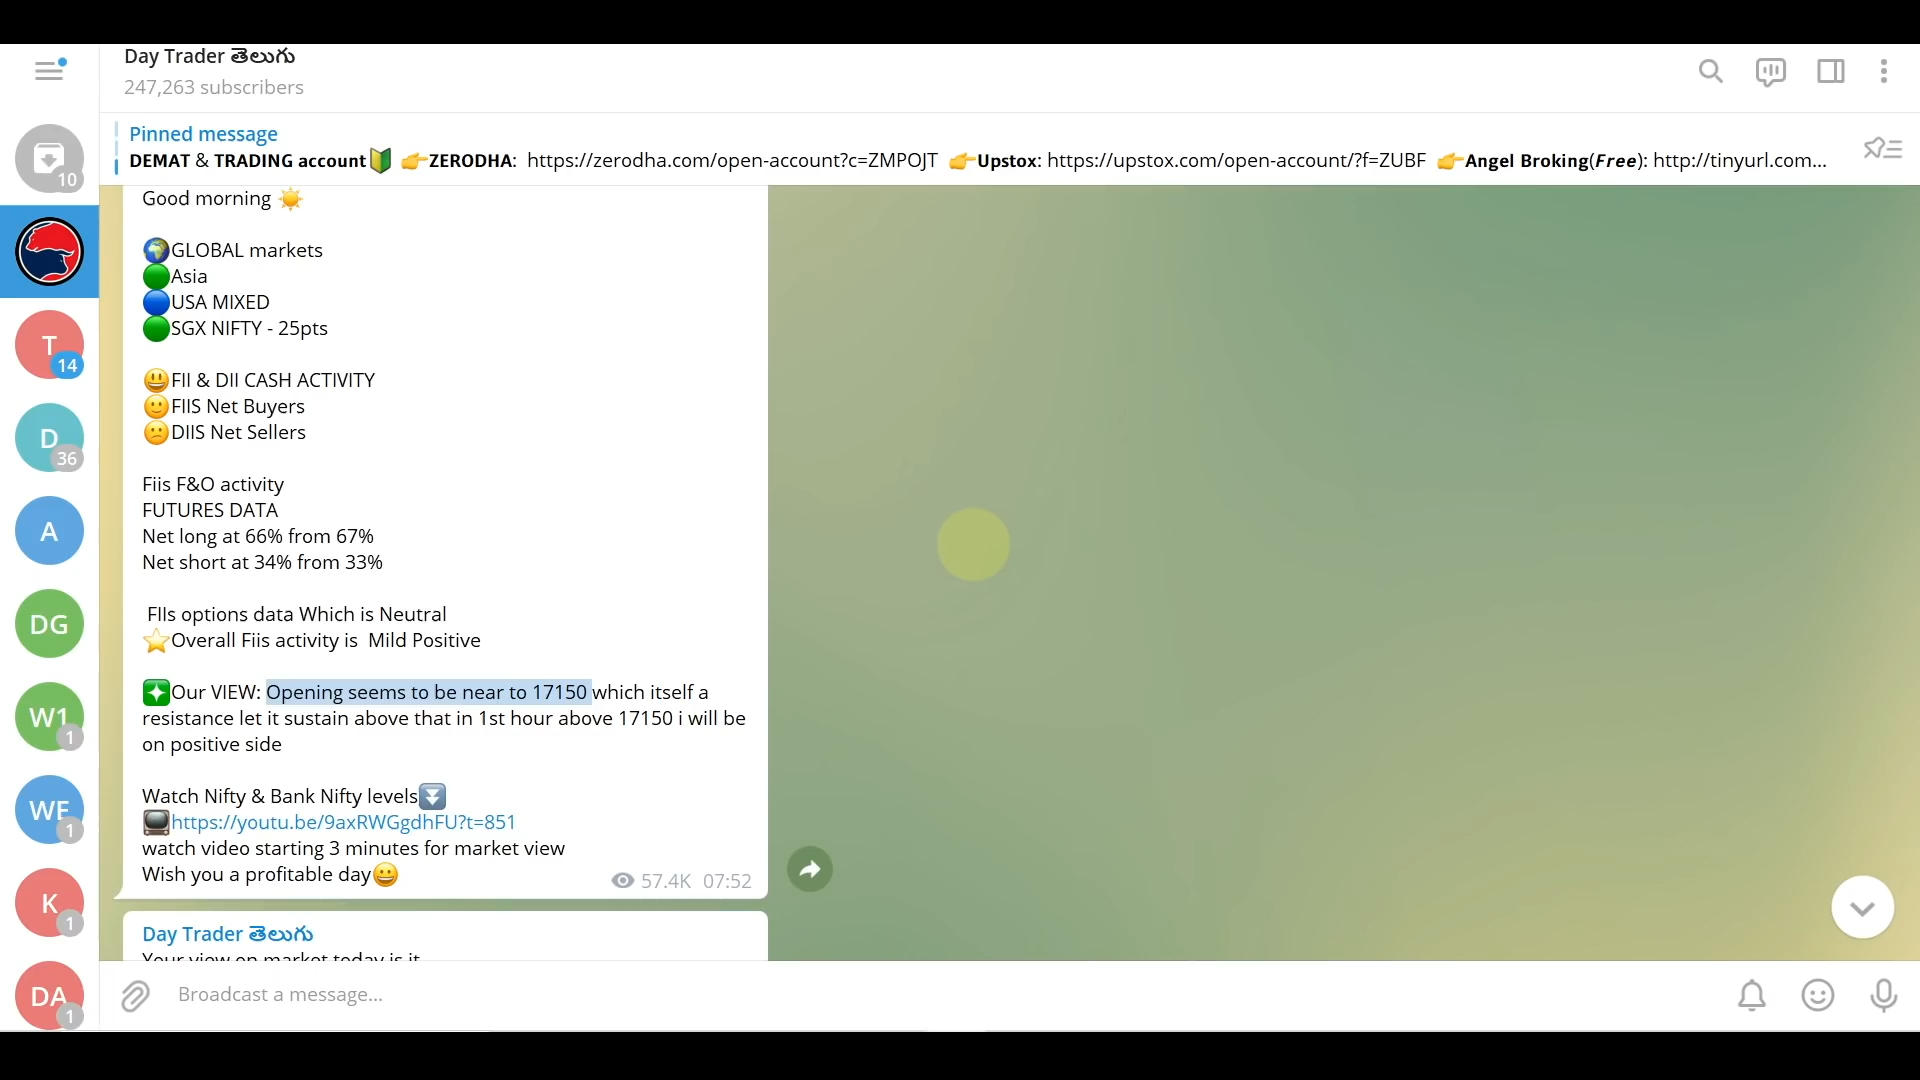 Day Trader తెలుగు
247,263 subscribers
Pinned message
DEMAT & TRADING account🔰 👉ZERODHA: https://zerodha.com/open-account?c=ZMPOJT 👉Upstox: https://upstox.com/open-account/?f=ZUBF 👉Angel Broking(Free): http://tinyurl.com...
10
T
14
D
36
A
DG
W1
1
WE
1
K
1
DA
1
Good morning ☀️
🌍GLOBAL markets
🟢Asia
🔵USA MIXED
🟢SGX NIFTY - 25pts
😃FII & DII CASH ACTIVITY
🙂FIIS Net Buyers
😕DIIS Net Sellers
Fiis F&O activity
FUTURES DATA
Net long at 66% from 67%
Net short at 34% from 33%
FIIs options data Which is Neutral
⭐Overall Fiis activity is Mild Positive
❇️Our VIEW: Opening seems to be near to 17150 which itself a
resistance let it sustain above that in 1st hour above 17150 i will be
on positive side
Watch Nifty & Bank Nifty levels⏬
📺https://youtu.be/9axRWGgdhFU?t=851
watch video starting 3 minutes for market view
Wish you a profitable day😀
57.4K 07:52
Day Trader తెలుగు
Your view on market today is it
Broadcast a message...